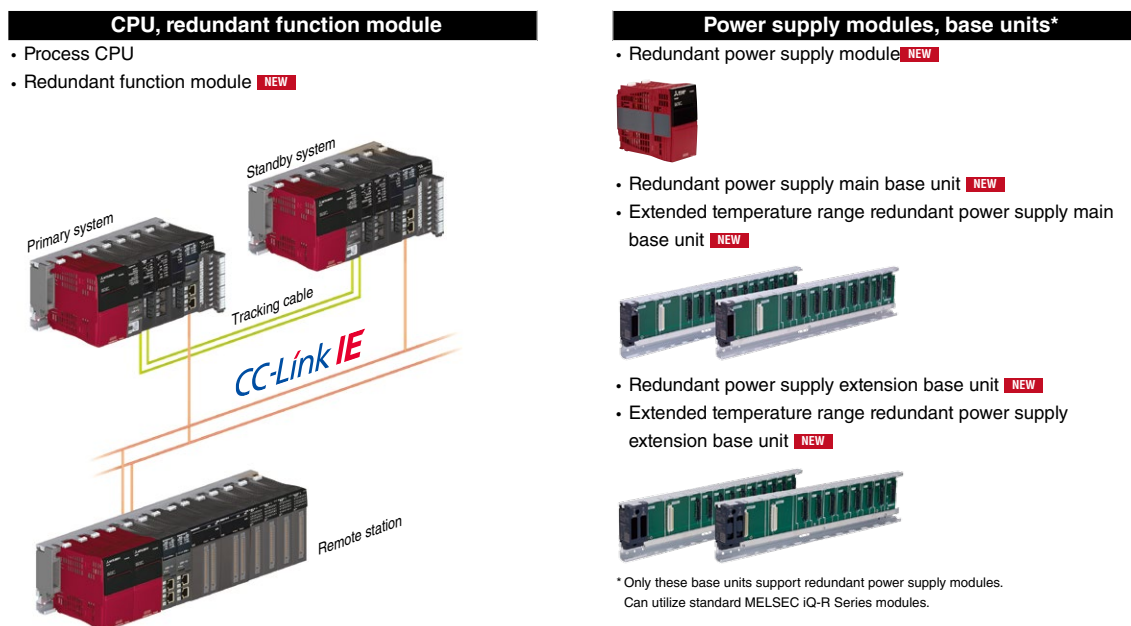 CPU, redundant function module
• Process CPU
• Redundant function module NEW
Standby system
Primary system
Tracking cable
CC-Link IE
Remote station
Power supply modules, base units*
• Redundant power supply module NEW
• Redundant power supply main base unit NEW
• Extended temperature range redundant power supply main
base unit NEW
• Redundant power supply extension base unit NEW
• Extended temperature range redundant power supply
extension base unit NEW
* Only these base units support redundant power supply modules.
Can utilize standard MELSEC iQ-R Series modules.